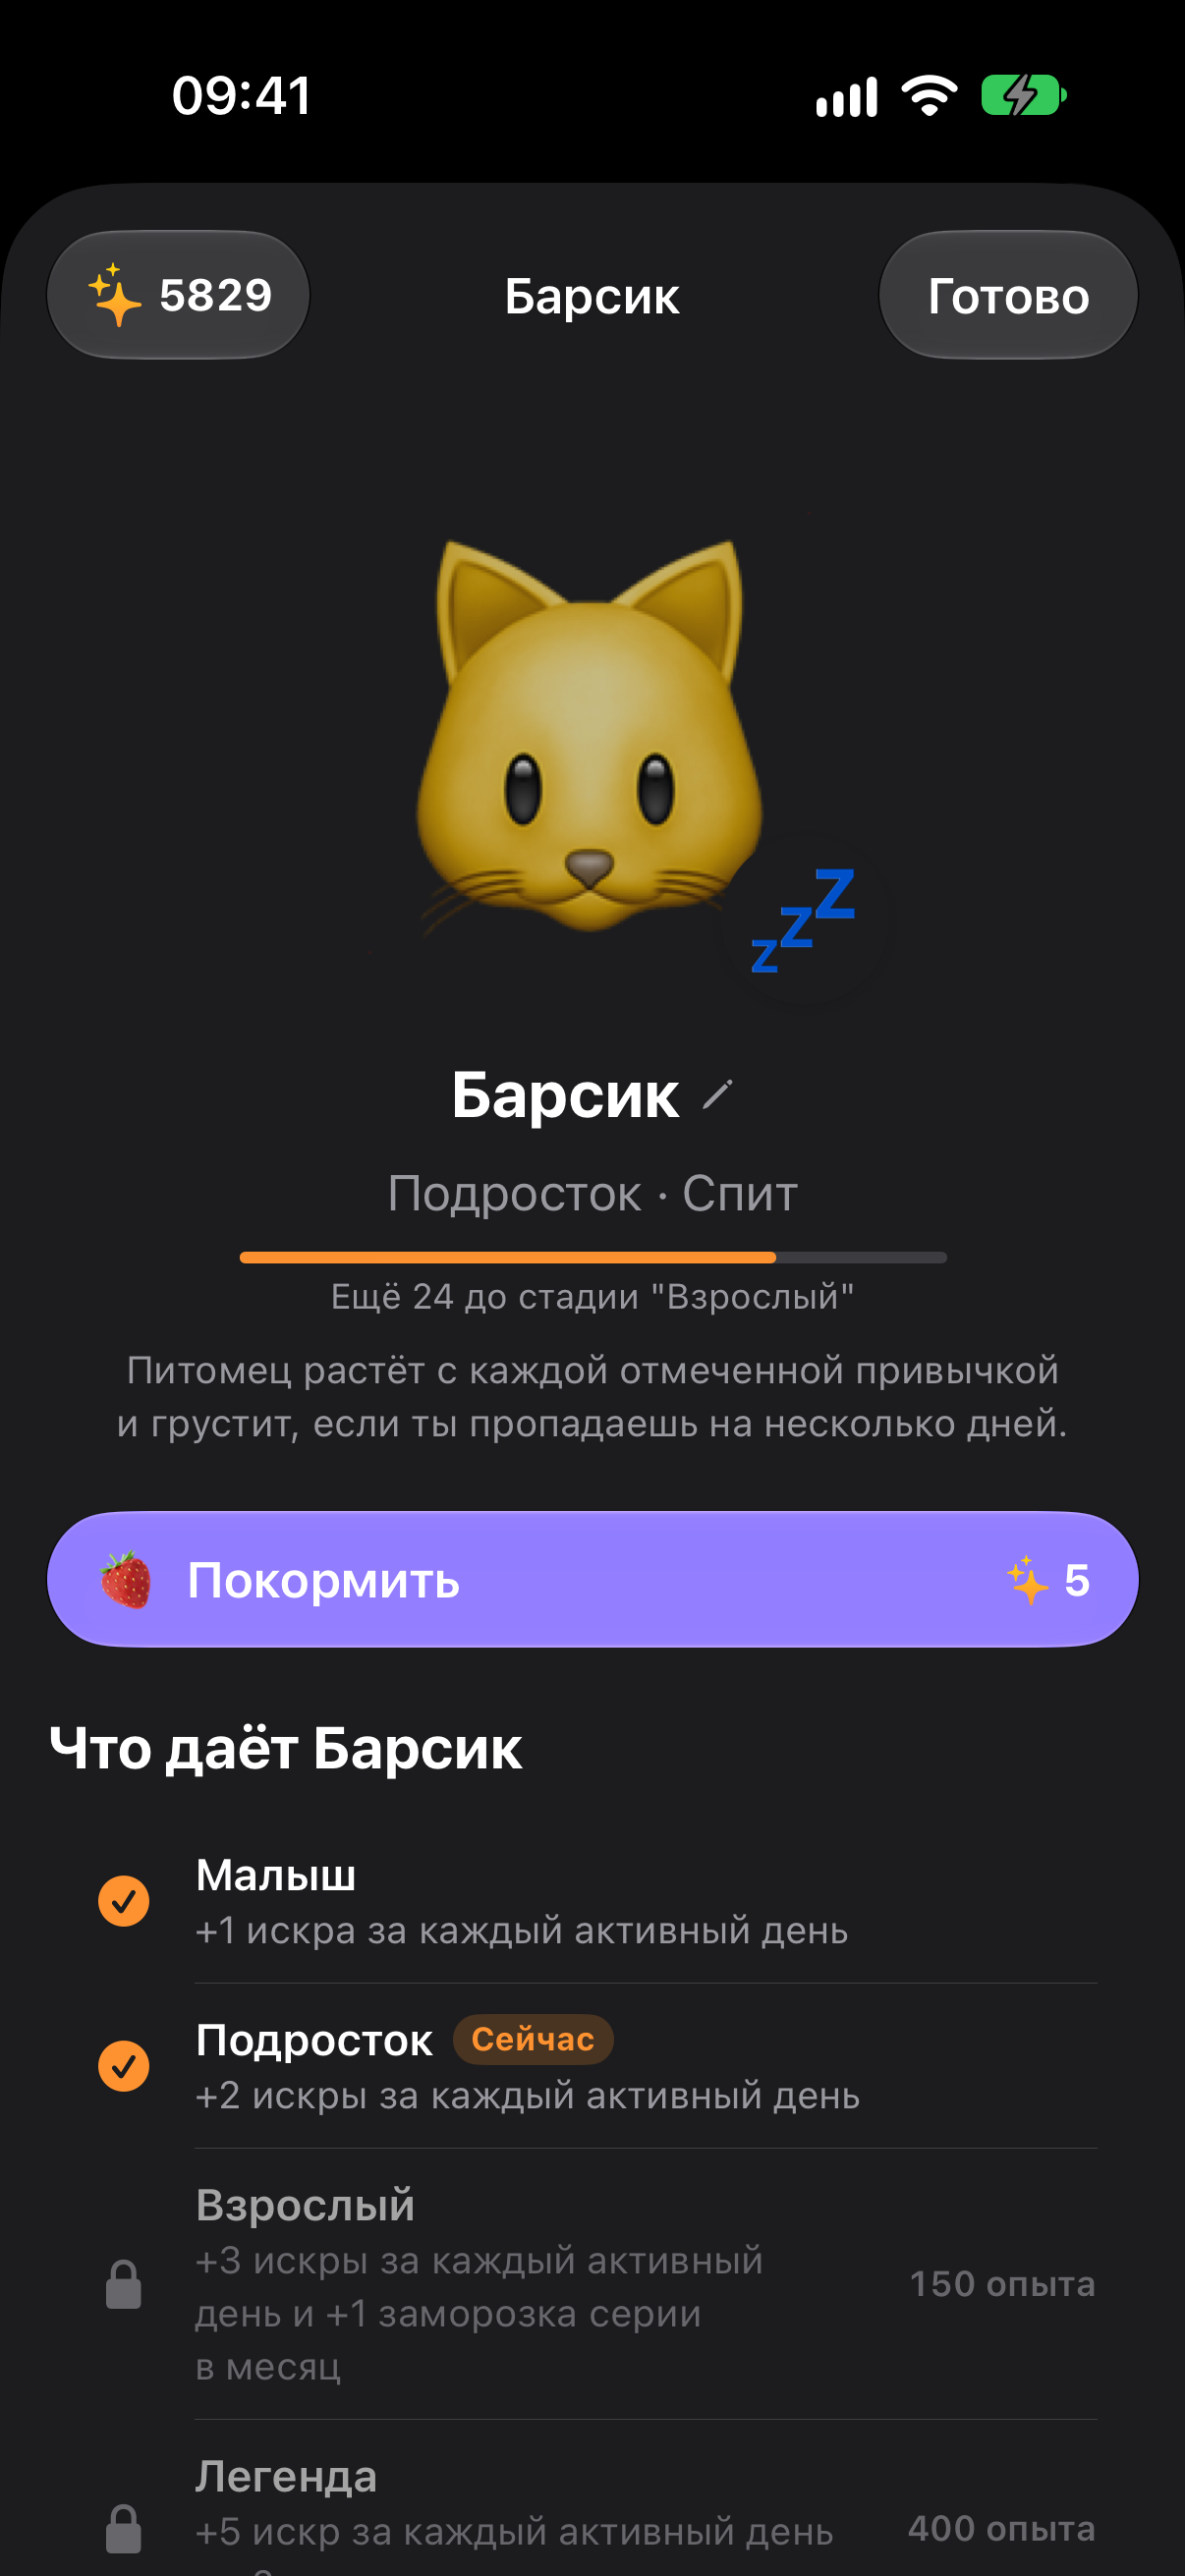 09:41
5829
Барсик
Готово
zzz
Барсик
Подросток · Спит
Ещё 24 до стадии "Взрослый"
Питомец растёт с каждой отмеченной привычкой
и грустит, если ты пропадаешь на несколько дней.
Покормить
5
Что даёт Барсик
Малыш
+1 искра за каждый активный день
Подросток
Сейчас
+2 искры за каждый активный день
Взрослый
+3 искры за каждый активный
день и +1 заморозка серии
в месяц
150 опыта
Легенда
+5 искр за каждый активный день
400 опыта